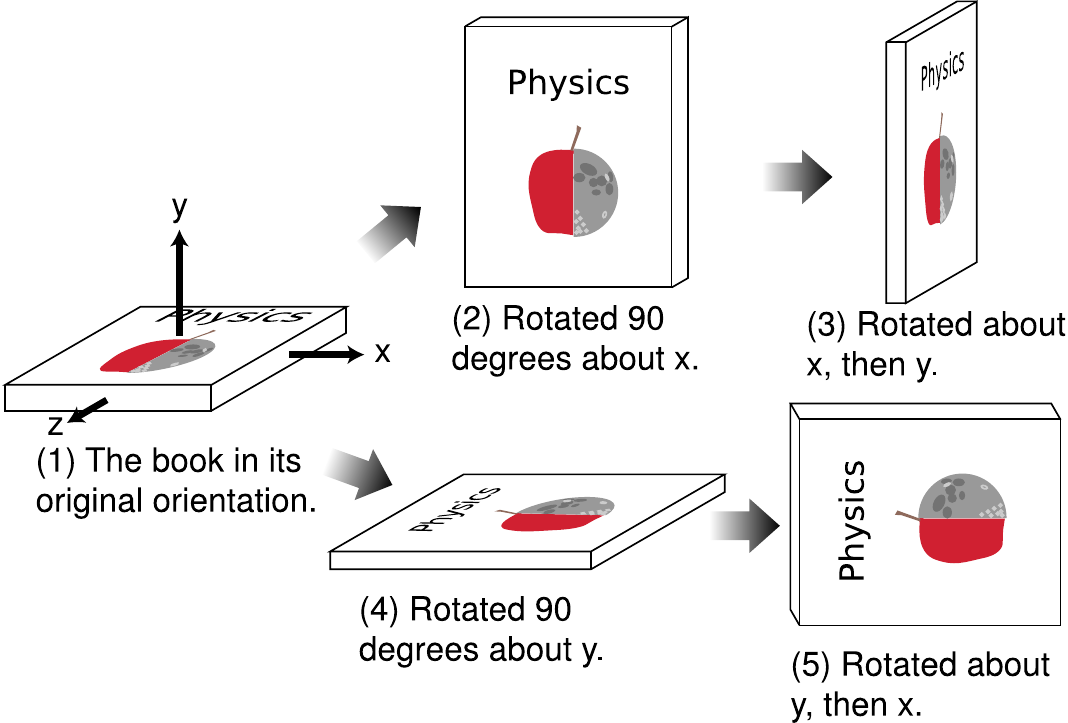 Physics
(2) Rotated 90
degrees about x.
Physics
(3) Rotated about
x, then y.
y
x
z
Physics
(1) The book in its
original orientation.
Physics
(4) Rotated 90
degrees about y.
Physics
(5) Rotated about
y, then x.